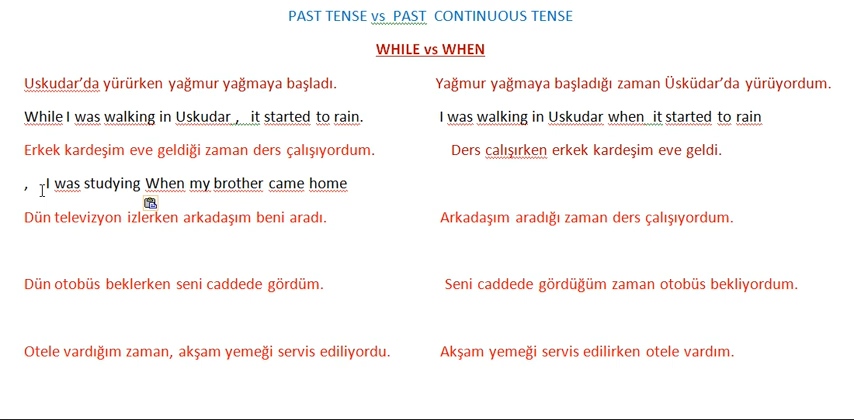 PAST TENSE vs PAST CONTINUOUS TENSE
WHILE vs WHEN
Uskudar'da yürürken yağmur yağmaya başladı. Yağmur yağmaya başladığı zaman Üsküdar'da yürüyordum.
While I was walking in Uskudar , it started to rain. I was walking in Uskudar when it started to rain
Erkek kardeşim eve geldiği zaman ders çalışıyordum. Ders calışırken erkek kardeşim eve geldi.
, I was studying When my brother came home
Dün televizyon izlerken arkadaşım beni aradı. Arkadaşım aradığı zaman ders çalışıyordum.
Dün otobüs beklerken seni caddede gördüm. Seni caddede gördüğüm zaman otobüs bekliyordum.
Otele vardığım zaman, akşam yemeği servis ediliyordu. Akşam yemeği servis edilirken otele vardım.